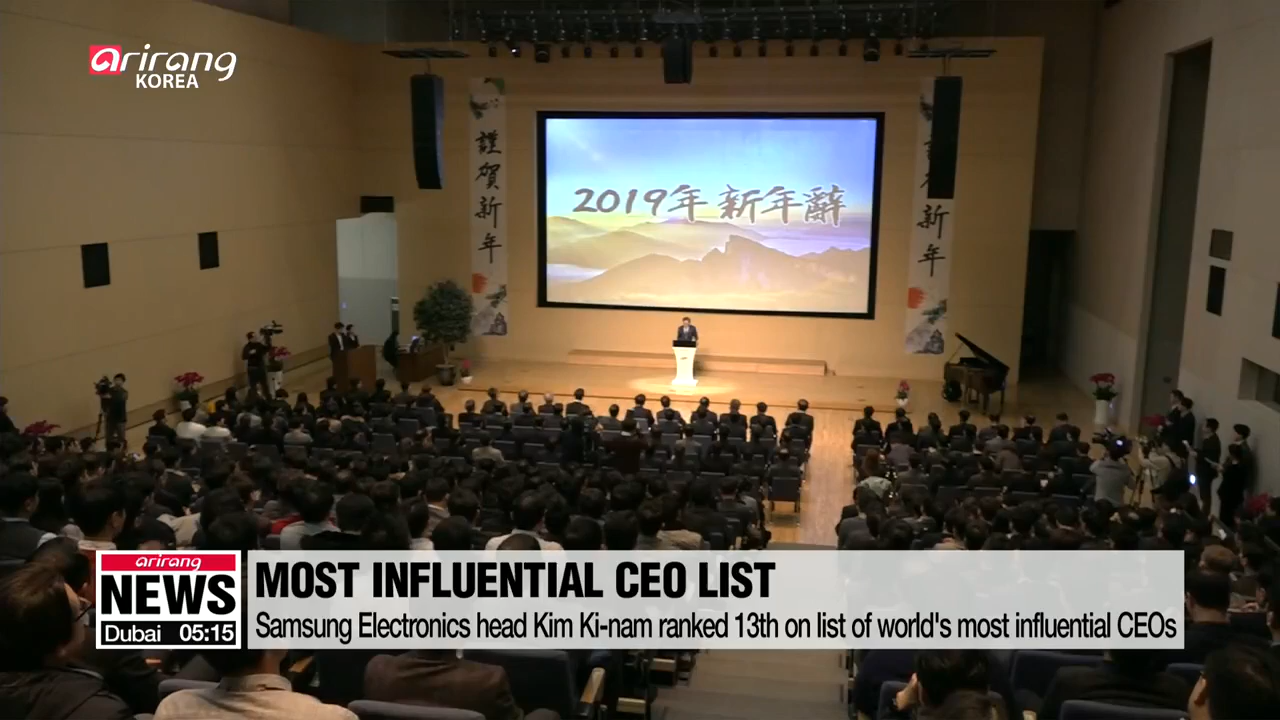 arirang
KOREA
謹賀新年
2019年 新年辭
新年
arirang
NEWS
Dubai 05:15
MOST INFLUENTIAL CEO LIST
Samsung Electronics head Kim Ki-nam ranked 13th on list of world's most influential CEOs